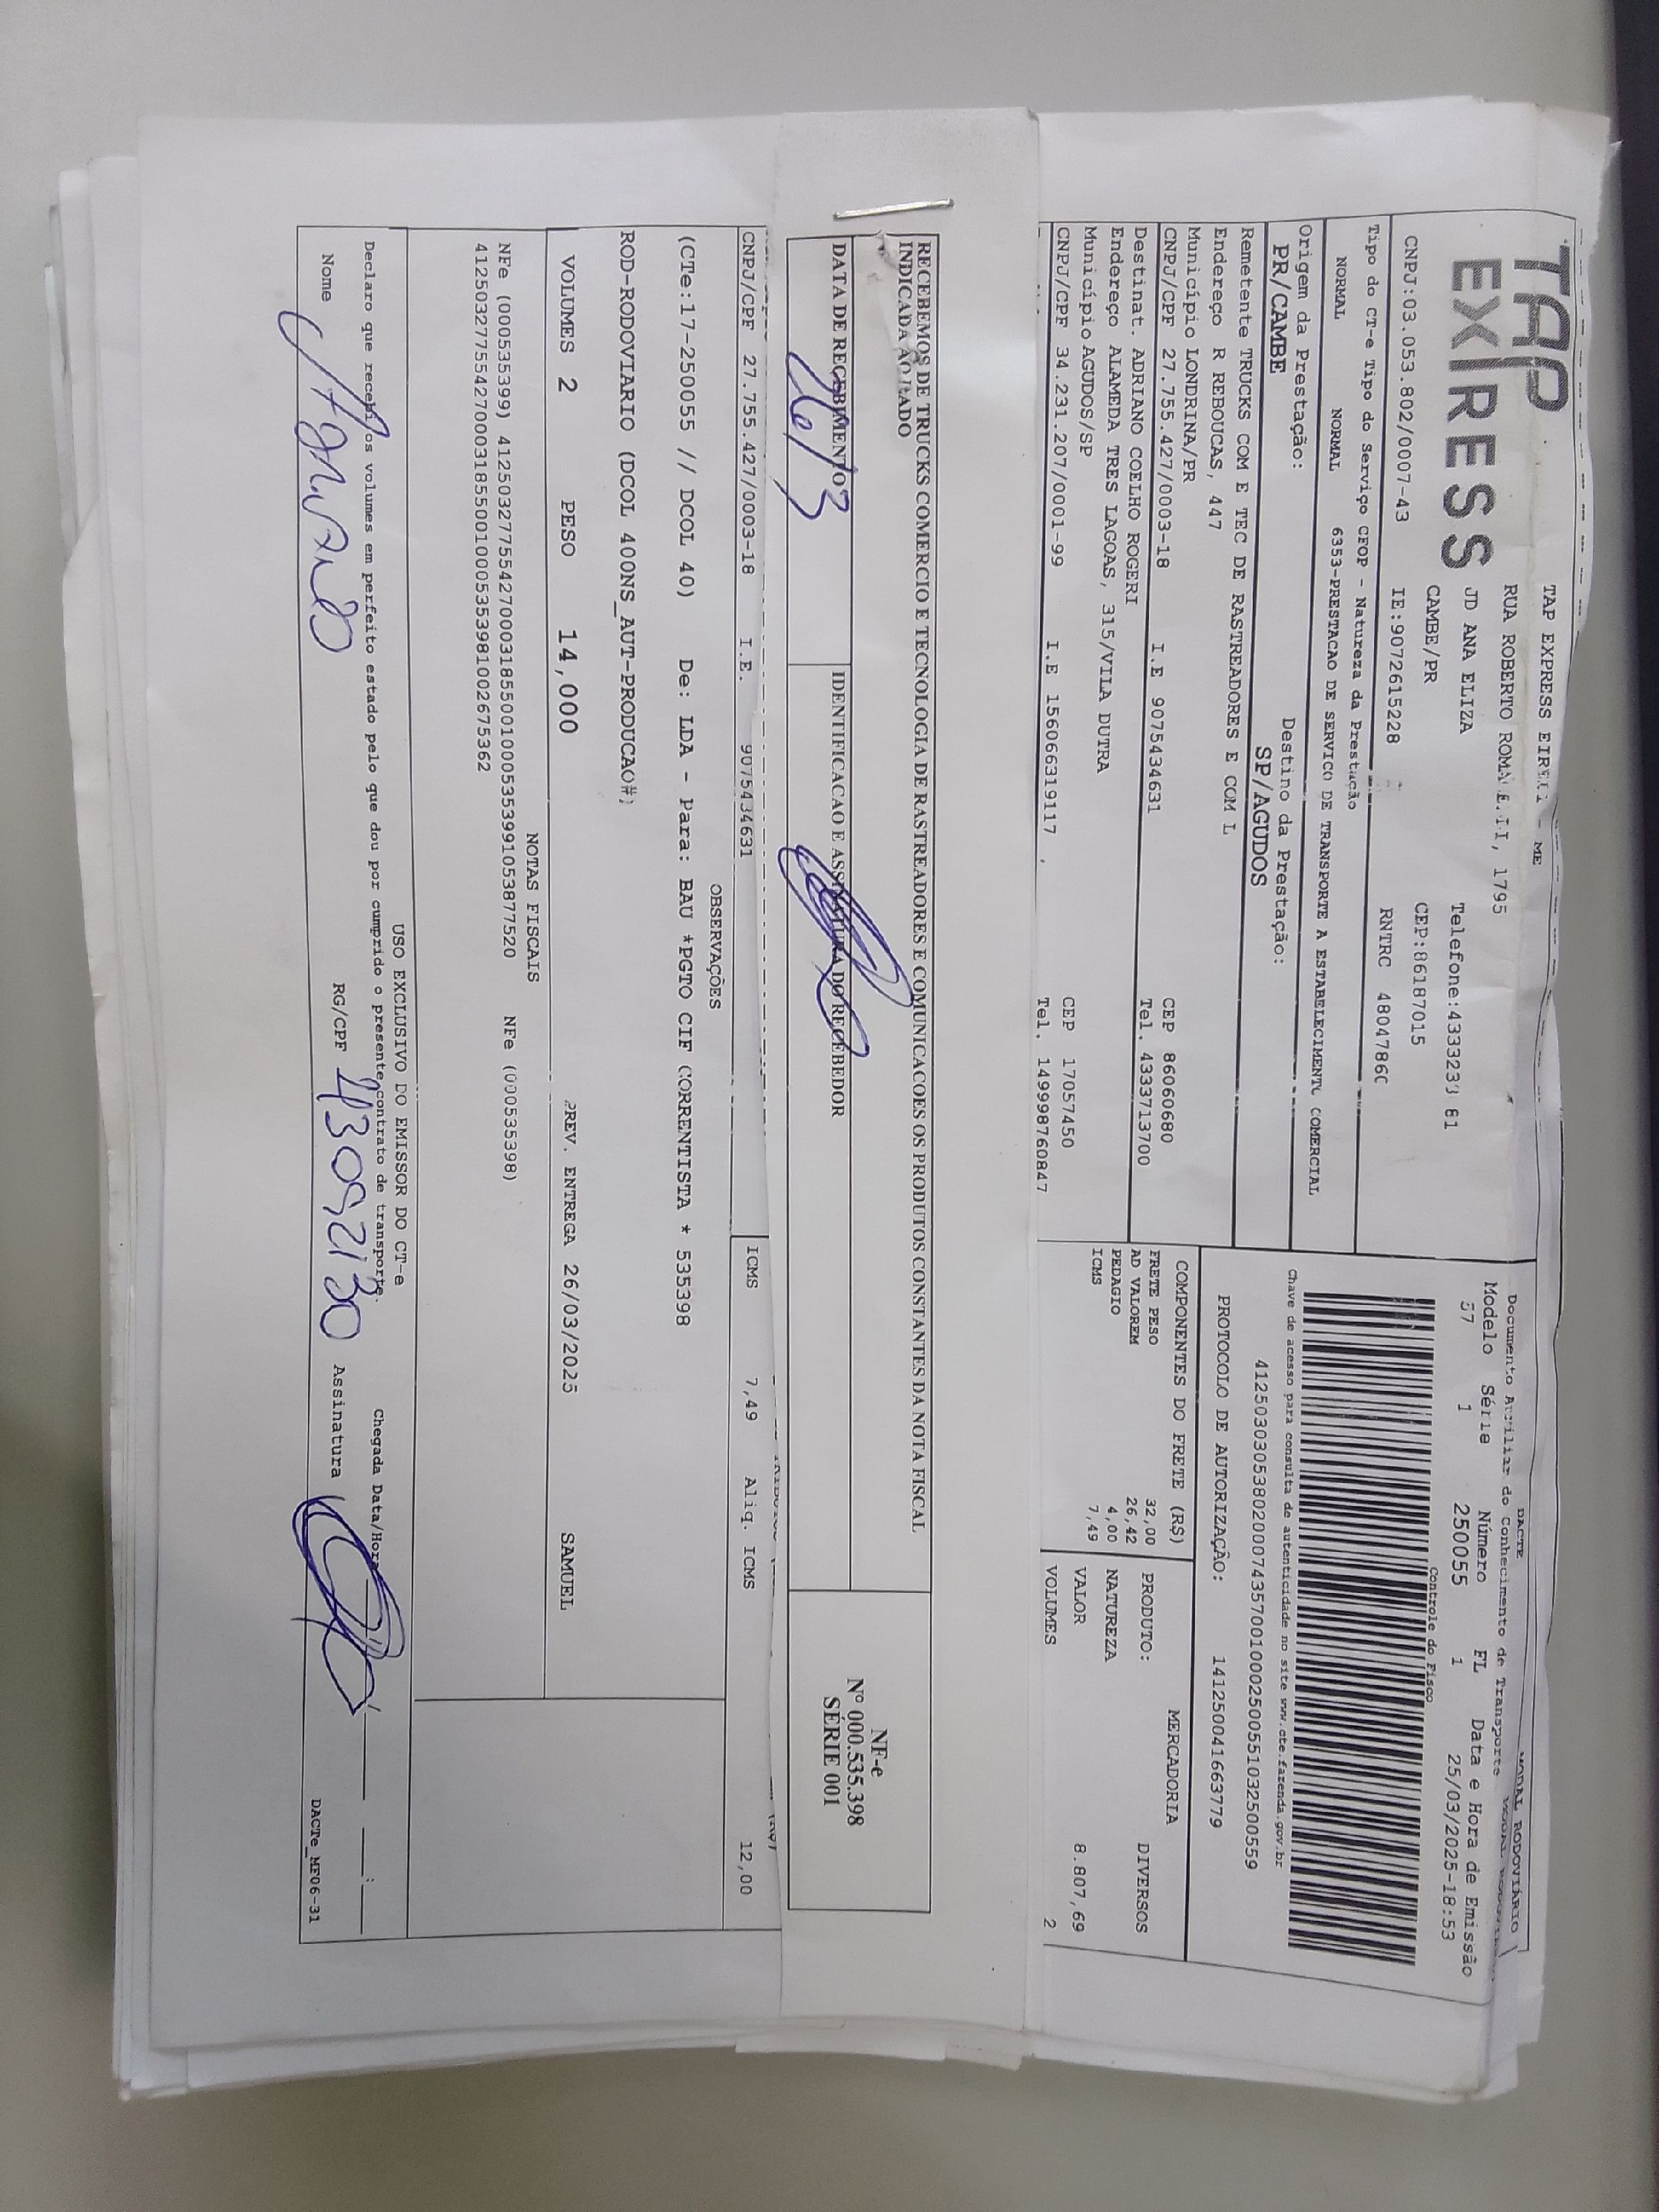 TAP
EXPRESS
TAP EXPRESS EIRELI - ME
RUA ROBERTO 1795
JD ANA ELIZA
CAMBE/PR
Telefone:
CEP:86187015
CNPJ:03.053.802/0007-43
IE:9072615228
RNTRC 4804786C
Tipo do CT-e Tipo do Serviço CFOP - Natureza da Prestação
NORMAL NORMAL 6353-PRESTACAO DE SERVICO DE TRANSPORTE A ESTABELECIMENTO COMERCIAL
Origem da Prestação:
PR/CAMBE
Destino da Prestação:
SP/AGUDOS
DACTE
Documento Auxiliar do Conhecimento de Transporte
MODAL RODOVIÁRIO
Modelo Série Número FL Data e Hora de Emissão
57 1 250055 1 25/03/2025-18:53
Controle do Fisco
Chave de acesso para consulta de autenticidade no site www.cte.fazenda.gov.br
41250303053802000743570010002500551032500559
PROTOCOLO DE AUTORIZAÇÃO: 141250041663779
Remetente TRUCKS COM E TEC DE RASTREADORES E COM L
Endereço R REBOUCAS, 447
Município LONDRINA/PR CEP 86060680
CNPJ/CPF 27.755.427/0003-18 I.E 9075434631 Tel. 4333713700
Destinat. ADRIANO COELHO ROGERI
Endereço ALAMEDA TRES LAGOAS, 315/VILA DUTRA
Município AGUDOS/SP CEP 17057450
CNPJ/CPF 34.231.207/0001-99 I.E 156066319117 Tel. 149998760847
COMPONENTES DO FRETE (R$)
FRETE PESO 32,00
AD VALOREM 26,42
PEDAGIO 4,00
ICMS 7,49
MERCADORIA
PRODUTO: DIVERSOS
NATUREZA
VALOR 8.807,69
VOLUMES 2
RECEBEMOS DE TRUCKS COMERCIO E TECNOLOGIA DE RASTREADORES E COMUNICACOES OS PRODUTOS CONSTANTES DA NOTA FISCAL
INDICADA AO LADO
DATA DE RECEBIMENTO
IDENTIFICACAO E ASSINATURA DO RECEBEDOR
NF-e
Nº 000.535.398
SÉRIE 001
CNPJ/CPF 27.755.427/0003-18 I.E. 9075434631
ICMS 7,49 Aliq. ICMS 12,00
OBSERVAÇÕES
(CTe:17-250055 // DCOL 40) De: LDA - Para: BAU *PGTO CIF CORRENTISTA * 535398
ROD-RODOVIARIO (DCOL 400NS_AUT-PRODUCAO#)
VOLUMES 2 PESO 14,000 PREV. ENTREGA 26/03/2025 SAMUEL
NOTAS FISCAIS
NFe (000535399) 41250327755427000318550010005353991053877520 NFe (000535398)
41250327755427000318550010005353981002675362
USO EXCLUSIVO DO EMISSOR DO CT-e
Declaro que recebi os volumes em perfeito estado pelo que dou por cumprido o presente contrato de transporte.
Chegada Data/Hora
Nome RG/CPF Assinatura
DACTe_MF06-31